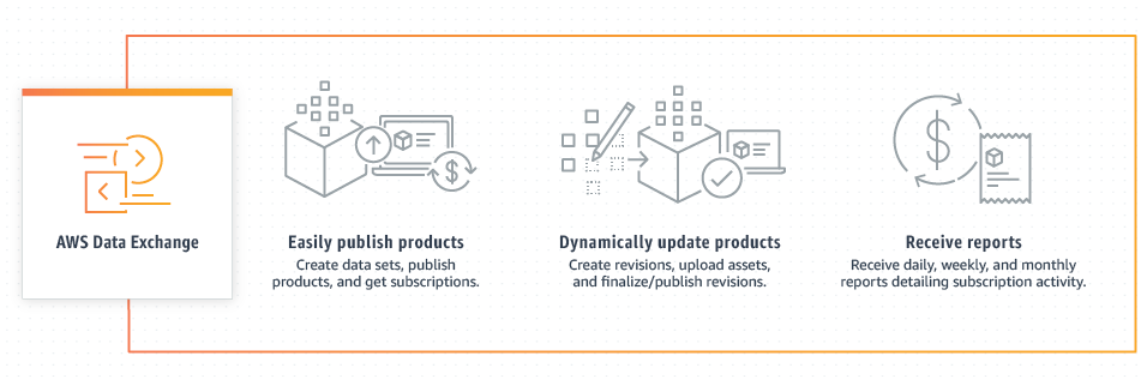 AWS Data Exchange
Easily publish products
Create data sets, publish
products, and get subscriptions.
Dynamically update products
Create revisions, upload assets,
and finalize/publish revisions.
Receive reports
Receive daily, weekly, and monthly
reports detailing subscription activity.